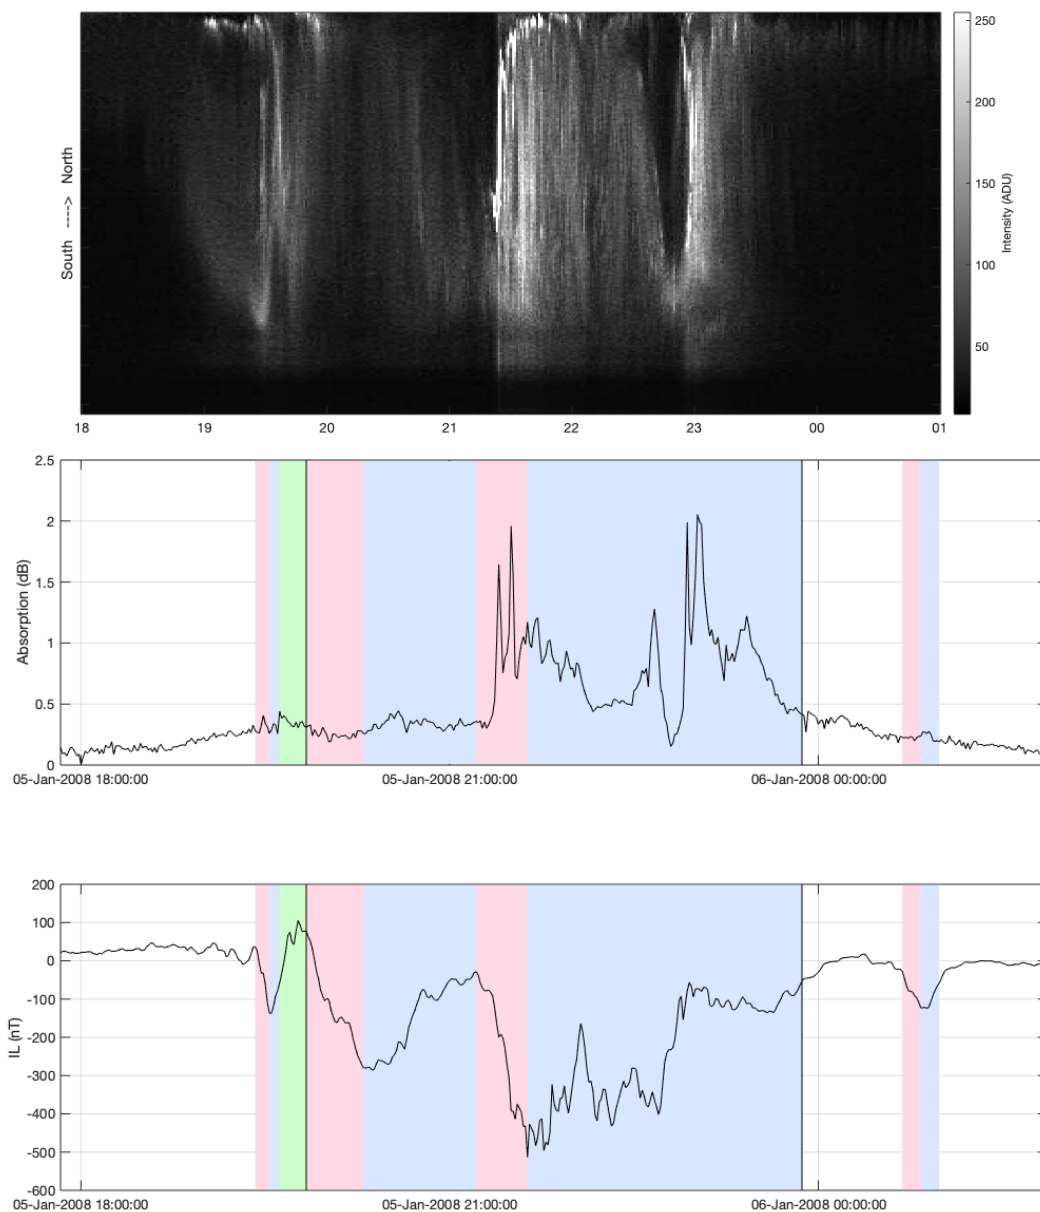 250
200
150
100
50
Intensity (ADU)
South ----> North
18 19 20 21 22 23 00 01
2.5
2
1.5
1
0.5
0
Absorption (dB)
05-Jan-2008 18:00:00 05-Jan-2008 21:00:00 06-Jan-2008 00:00:00
200
100
0
-100
-200
-300
-400
-500
-600
IL (nT)
05-Jan-2008 18:00:00 05-Jan-2008 21:00:00 06-Jan-2008 00:00:00